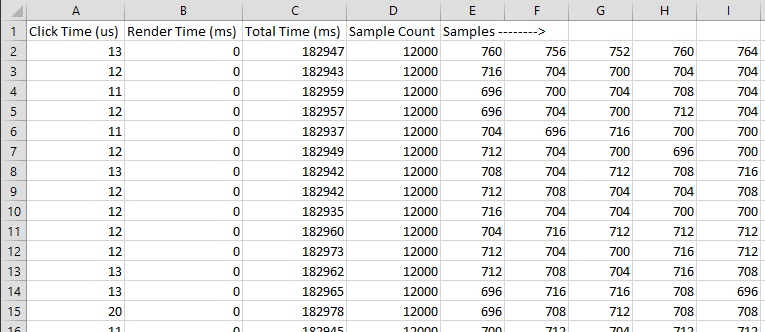 A B C D E F G H I
1 Click Time (us) Render Time (ms) Total Time (ms) Sample Count Samples -------->
2 13 0 182947 12000 760 756 752 760 764
3 12 0 182943 12000 716 704 700 704 704
4 11 0 182959 12000 696 700 704 708 704
5 12 0 182957 12000 696 704 700 712 704
6 11 0 182937 12000 704 696 716 700 700
7 12 0 182949 12000 712 704 700 696 700
8 13 0 182942 12000 708 704 712 708 716
9 12 0 182942 12000 712 708 704 704 708
10 12 0 182935 12000 716 704 704 700 700
11 12 0 182960 12000 704 716 712 712 712
12 12 0 182973 12000 712 704 700 716 712
13 13 0 182962 12000 712 708 704 716 708
14 13 0 182965 12000 696 716 716 708 696
15 20 0 182978 12000 696 708 712 708 708
16 11 0 182945 12000 700 712 704 712 712